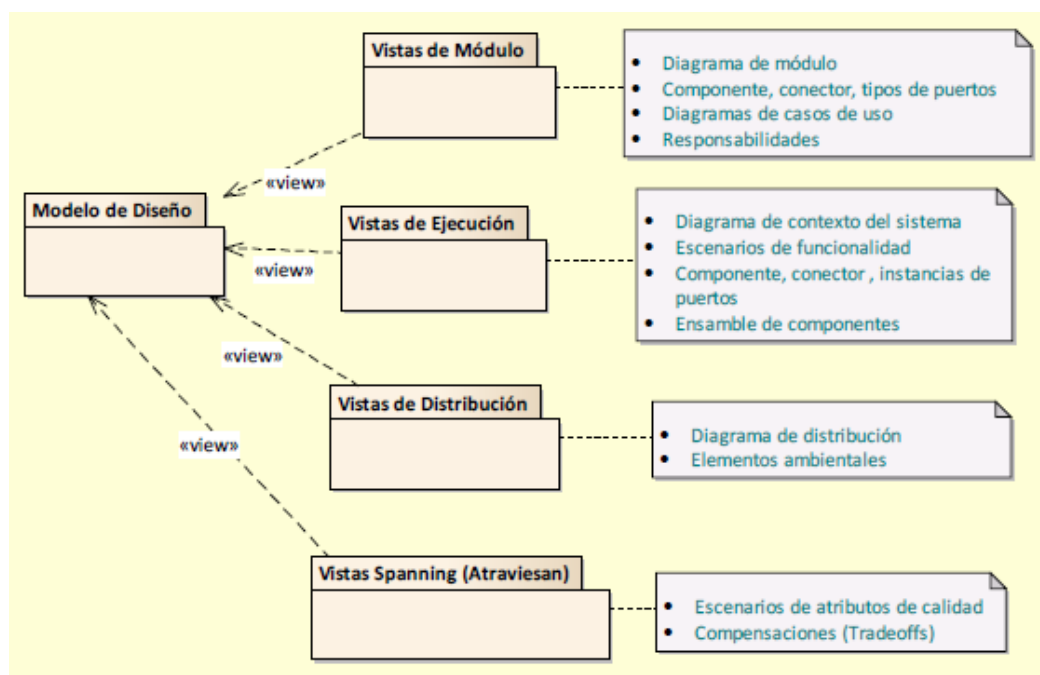 Vistas de Módulo
• Diagrama de módulo
• Componente, conector, tipos de puertos
• Diagramas de casos de uso
• Responsabilidades
«view»
Modelo de Diseño
Vistas de Ejecución
• Diagrama de contexto del sistema
• Escenarios de funcionalidad
• Componente, conector , instancias de
puertos
• Ensamble de componentes
«view»
«view»
Vistas de Distribución
• Diagrama de distribución
• Elementos ambientales
«view»
Vistas Spanning (Atraviesan)
• Escenarios de atributos de calidad
• Compensaciones (Tradeoffs)